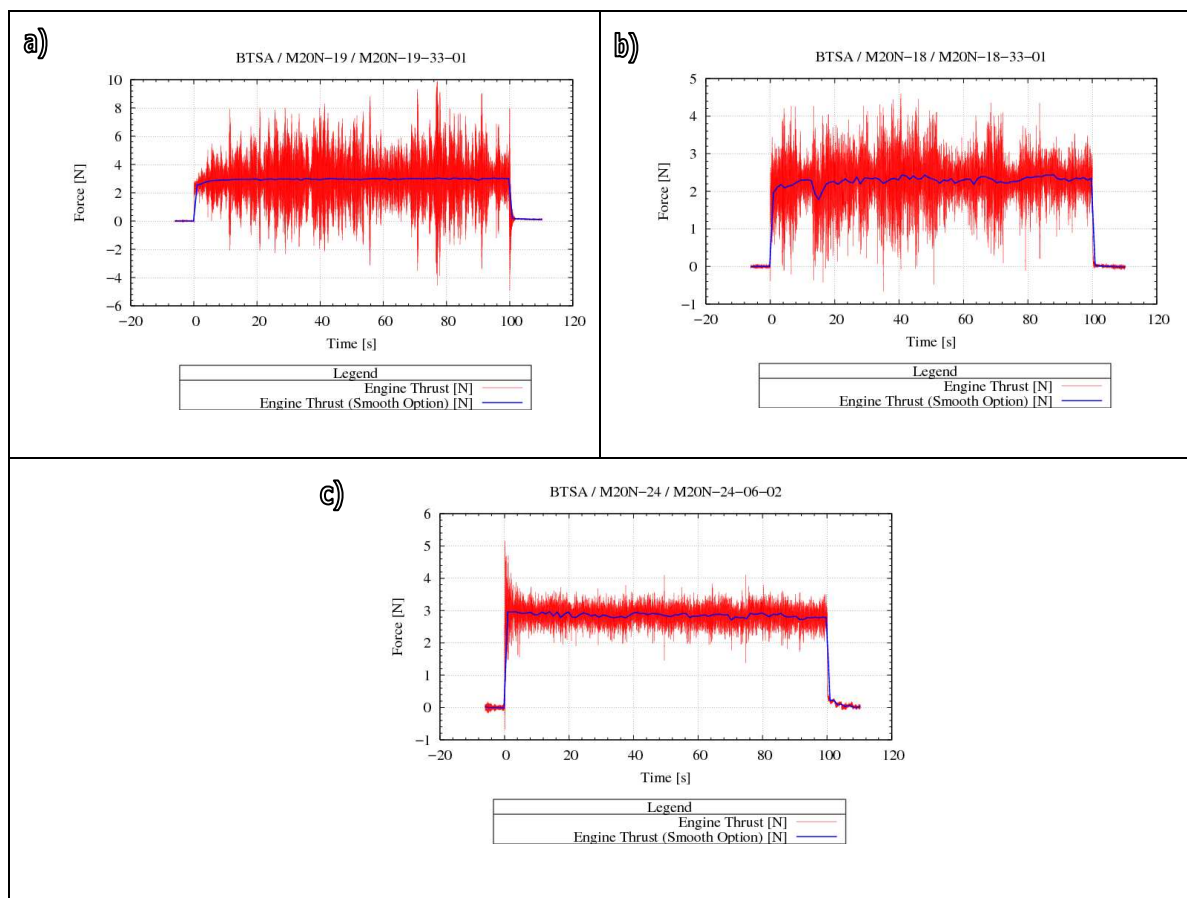 a)
BTSA / M20N−19 / M20N−19−33−01
10
8
6
4
2
0
−2
−4
−6
Force [N]
−20 0 20 40 60 80 100 120
Time [s]
Legend
Engine Thrust [N]
Engine Thrust (Smooth Option) [N]
b)
BTSA / M20N−18 / M20N−18−33−01
5
4
3
2
1
0
−1
Force [N]
−20 0 20 40 60 80 100 120
Time [s]
Legend
Engine Thrust [N]
Engine Thrust (Smooth Option) [N]
c)
BTSA / M20N−24 / M20N−24−06−02
6
5
4
3
2
1
0
−1
Force [N]
−20 0 20 40 60 80 100 120
Time [s]
Legend
Engine Thrust [N]
Engine Thrust (Smooth Option) [N]